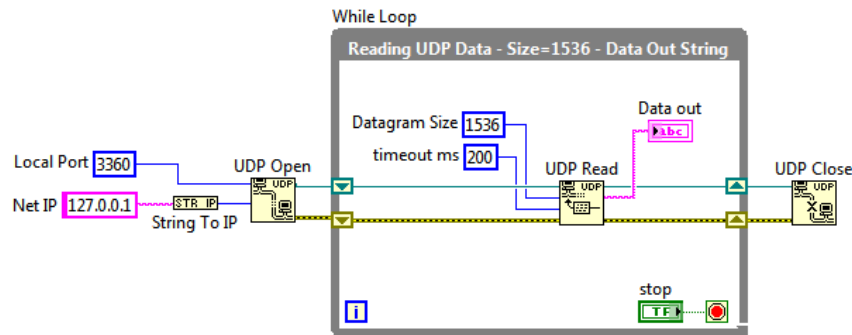 While Loop
Reading UDP Data - Size=1536 - Data Out String
Data out
abc
Datagram Size 1536
timeout ms 200
Local Port 3360
UDP Open
UDP
UDP Read
UDP
UDP Close
UDP
Net IP 127.0.0.1
STR IP
String To IP
stop
TF
i